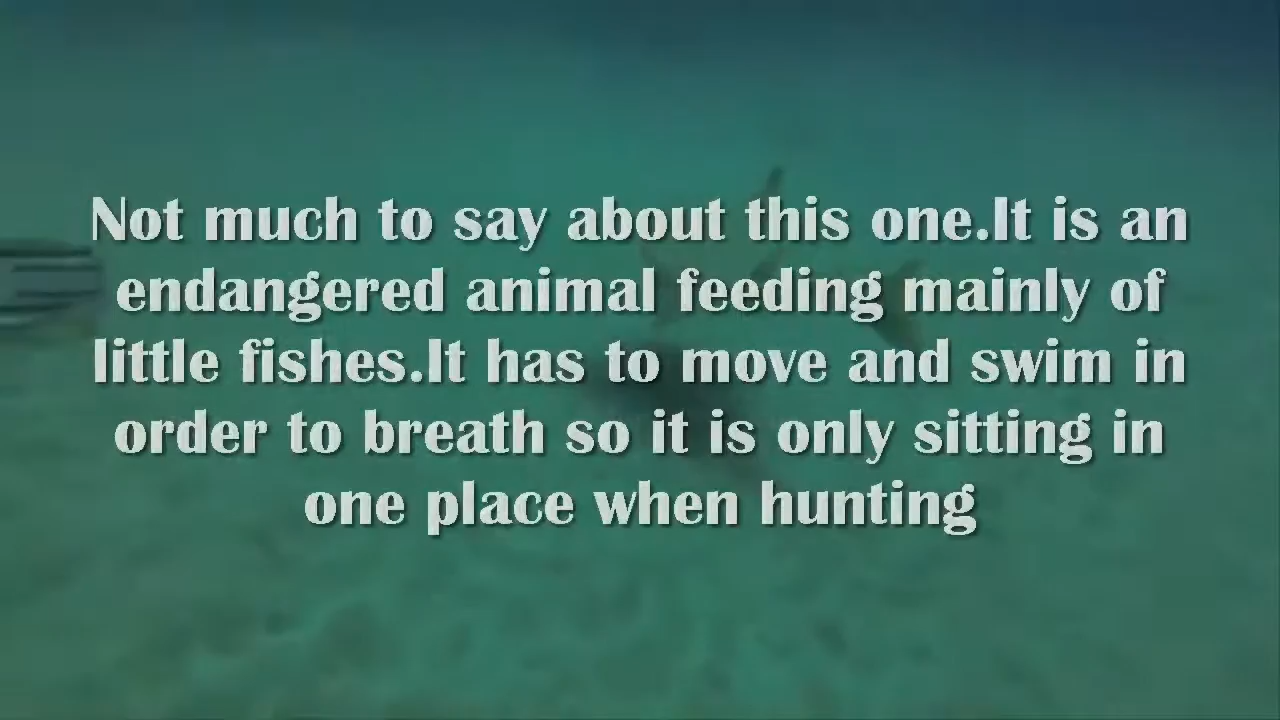 Not much to say about this one.It is an
endangered animal feeding mainly of
little fishes.It has to move and swim in
order to breath so it is only sitting in
one place when hunting